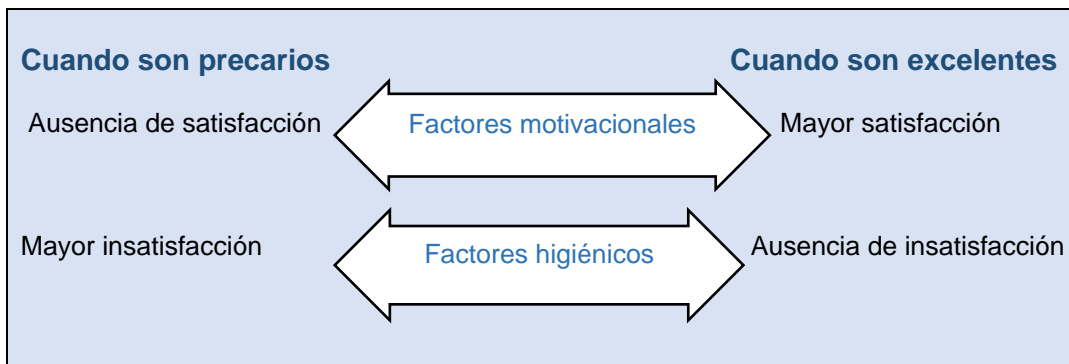 Cuando son precarios
Cuando son excelentes
Ausencia de satisfacción
Factores motivacionales
Mayor satisfacción
Mayor insatisfacción
Factores higiénicos
Ausencia de insatisfacción